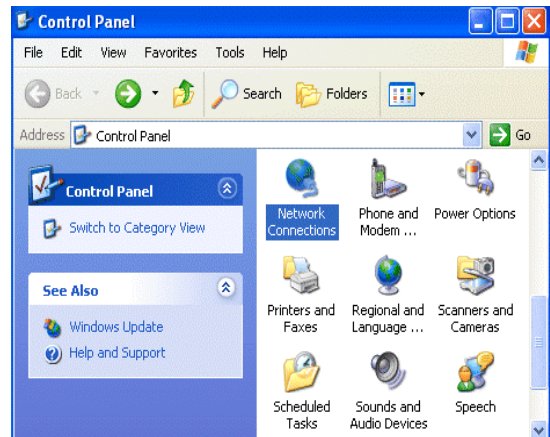 Control Panel
File Edit View Favorites Tools Help
Back Search Folders
Address Control Panel Go
Control Panel
Switch to Category View
See Also
Windows Update
Help and Support
Network
Connections
Phone and
Modem ...
Power Options
Printers and
Faxes
Regional and
Language ...
Scanners and
Cameras
Scheduled
Tasks
Sounds and
Audio Devices
Speech